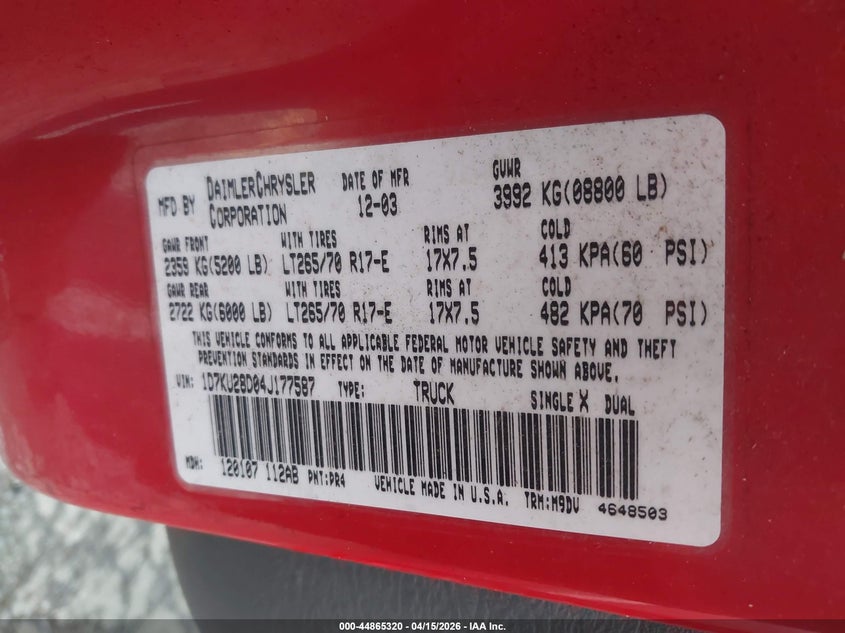 MFD BY DAIMLERCHRYSLER CORPORATION DATE OF MFR 12-03 GVWR 3992 KG(08800 LB)
GAWR FRONT WITH TIRES RIMS AT COLD
2359 KG(5200 LB) LT265/70 R17-E 17X7.5 413 KPA(60 PSI)
GAWR REAR WITH TIRES RIMS AT COLD
2722 KG(6000 LB) LT265/70 R17-E 17X7.5 482 KPA(70 PSI)
THIS VEHICLE CONFORMS TO ALL APPLICABLE FEDERAL MOTOR VEHICLE SAFETY AND THEFT
PREVENTION STANDARDS IN EFFECT ON THE DATE OF MANUFACTURE SHOWN ABOVE.
VIN: 1D7KU28D04J177587 TYPE: TRUCK SINGLE X DUAL
MDH: 120107 112AB PNT:PR4 VEHICLE MADE IN U.S.A. TRM:M9DV 4648503
000-44865320 - 04/15/2026 - IAA Inc.